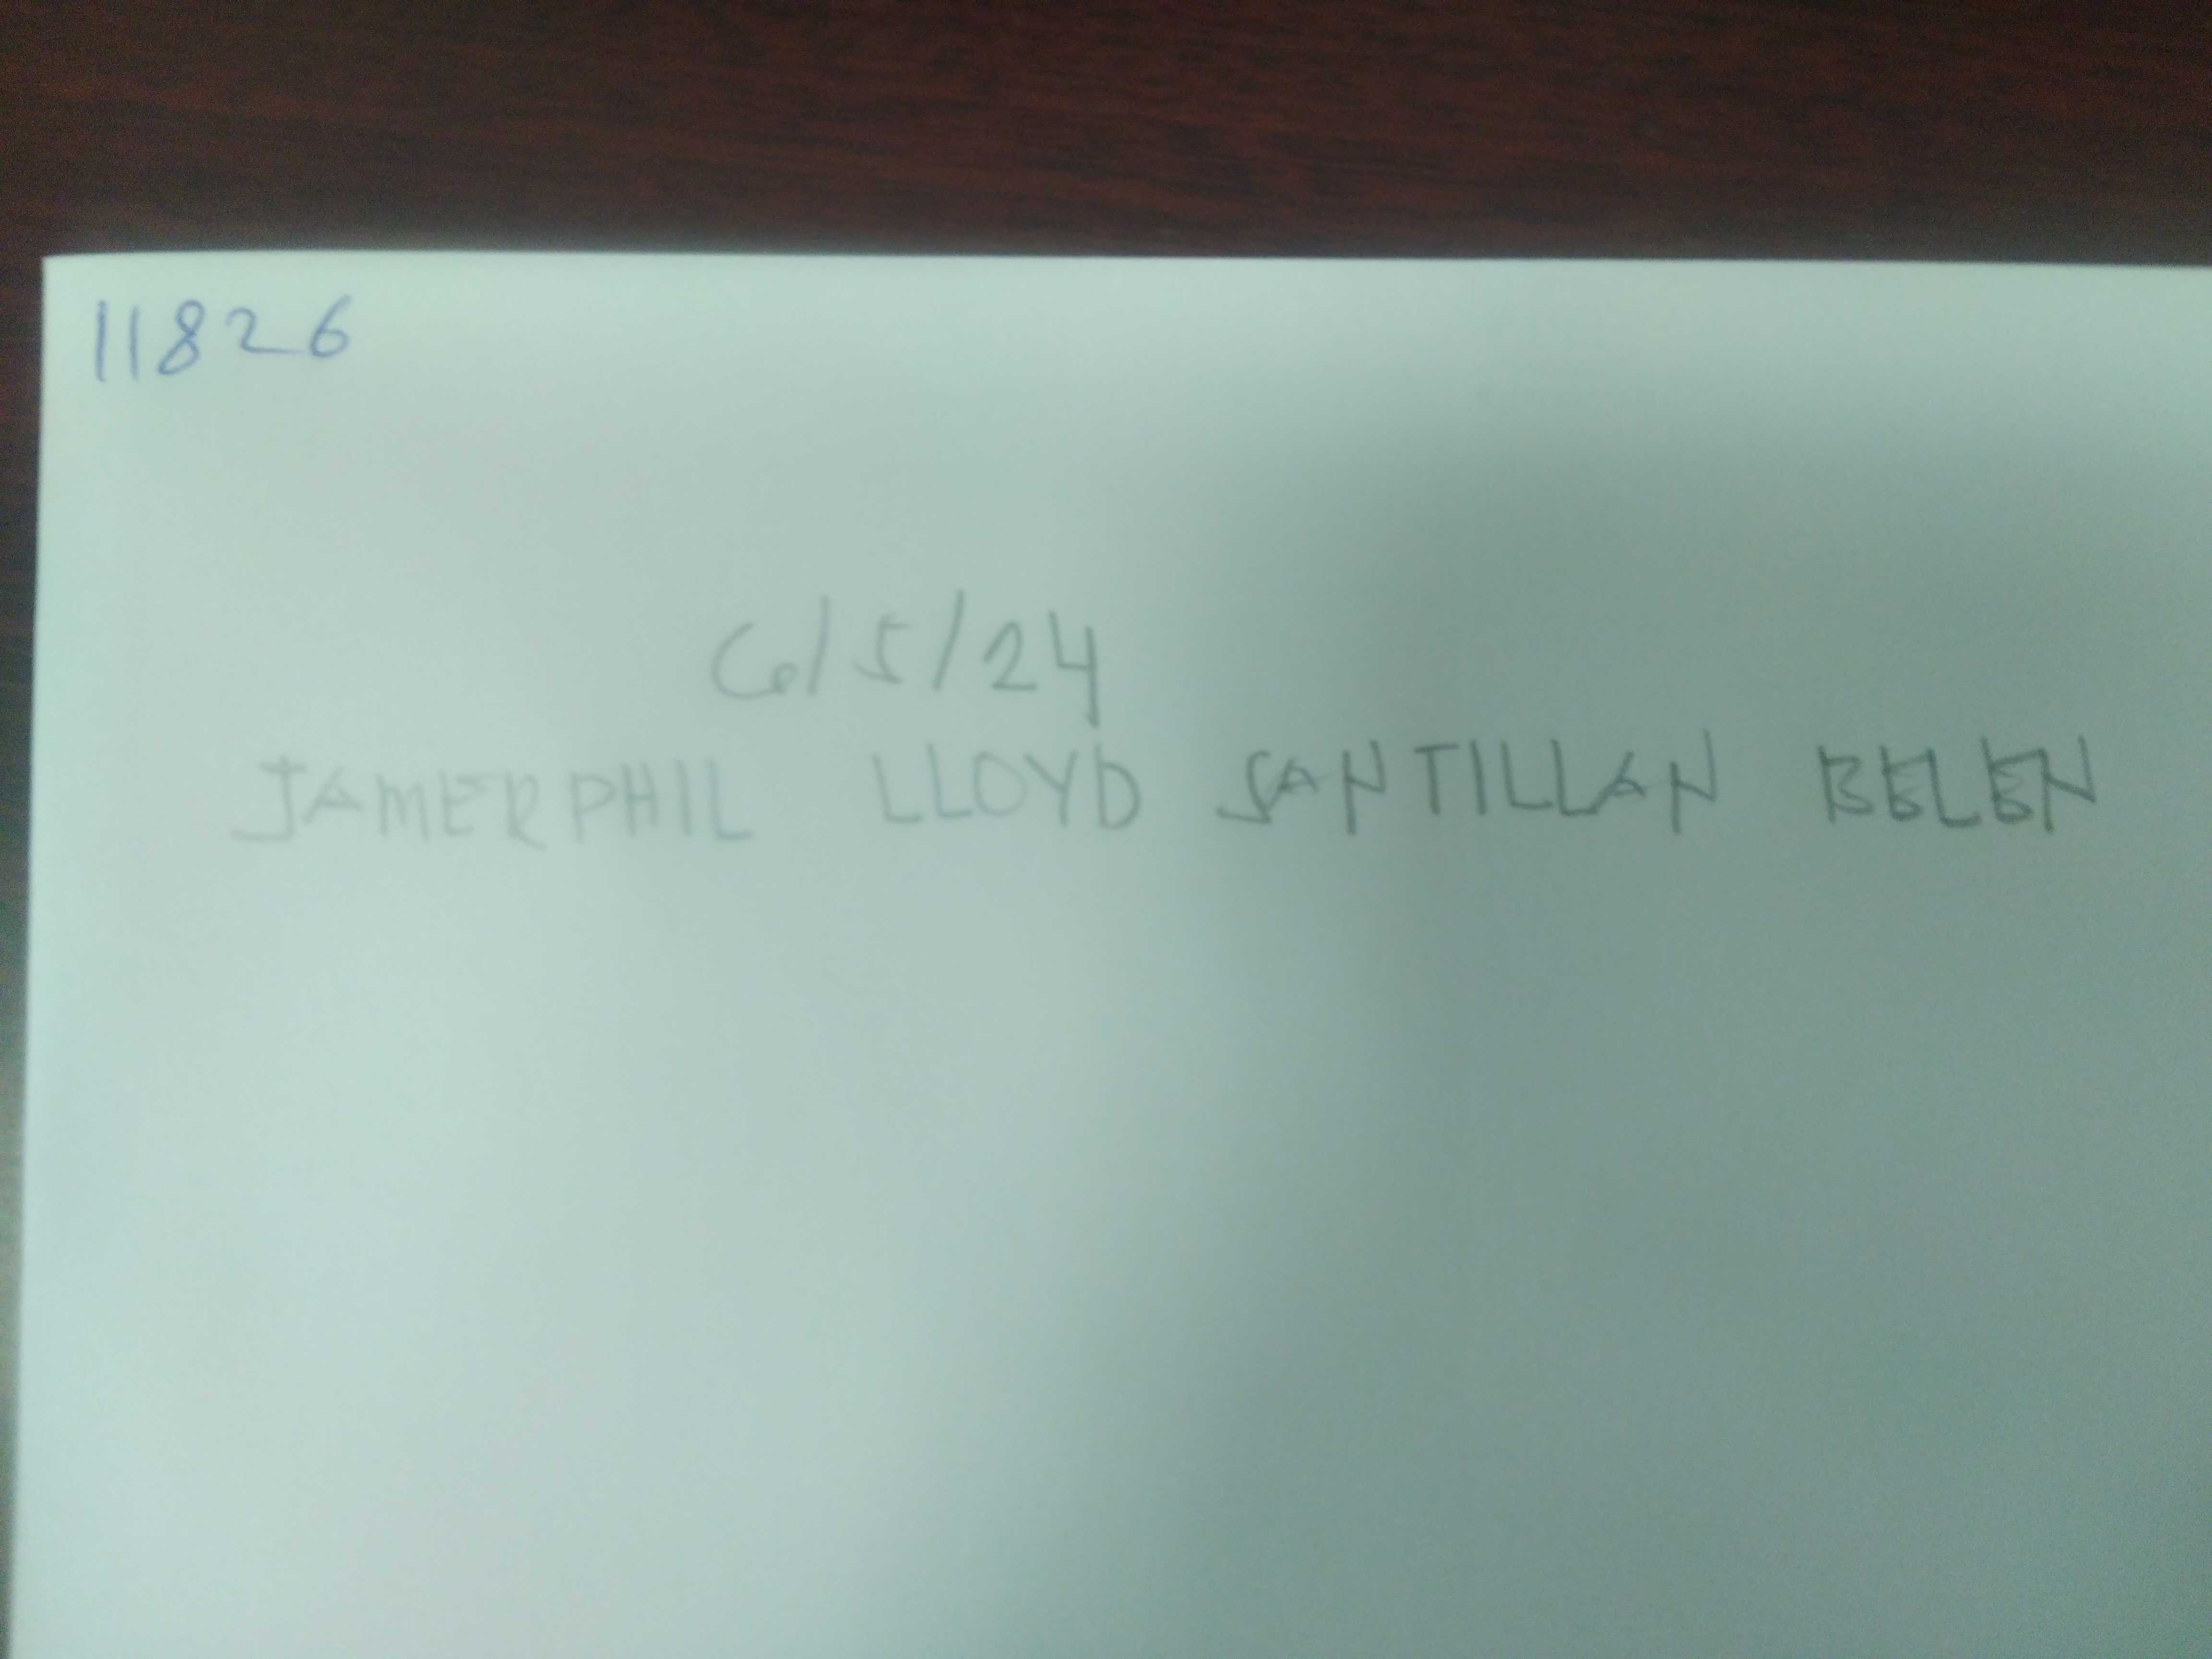 11826
6/5/24
JAMERPHIL LLOYD SANTILLAN BELEN